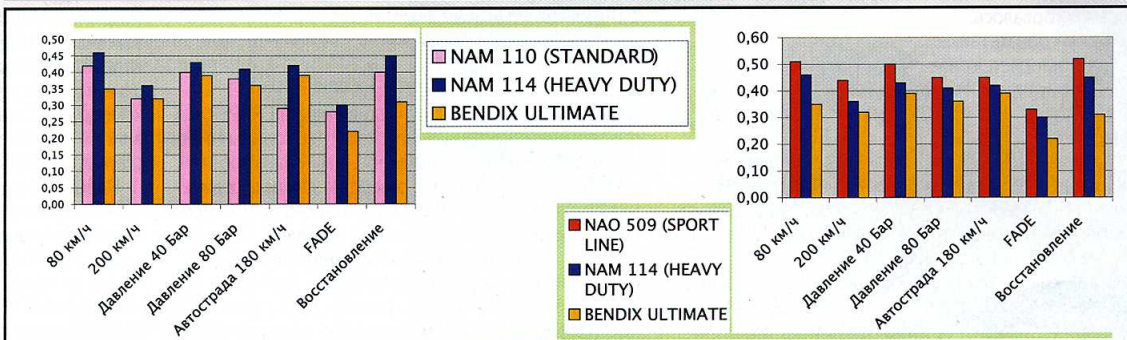 0,50
0,45
0,40
0,35
0,30
0,25
0,20
0,15
0,10
0,05
0,00
80 км/ч
200 км/ч
Давление 40 Бар
Давление 80 Бар
Автострада 180 км/ч
FADE
Восстановление
NAM 110 (STANDARD)
NAM 114 (HEAVY DUTY)
BENDIX ULTIMATE
0,60
0,50
0,40
0,30
0,20
0,10
0,00
80 км/ч
200 км/ч
Давление 40 Бар
Давление 80 Бар
Автострада 180 км/ч
FADE
Восстановление
NAO 509 (SPORT
LINE)
NAM 114 (HEAVY
DUTY)
BENDIX ULTIMATE